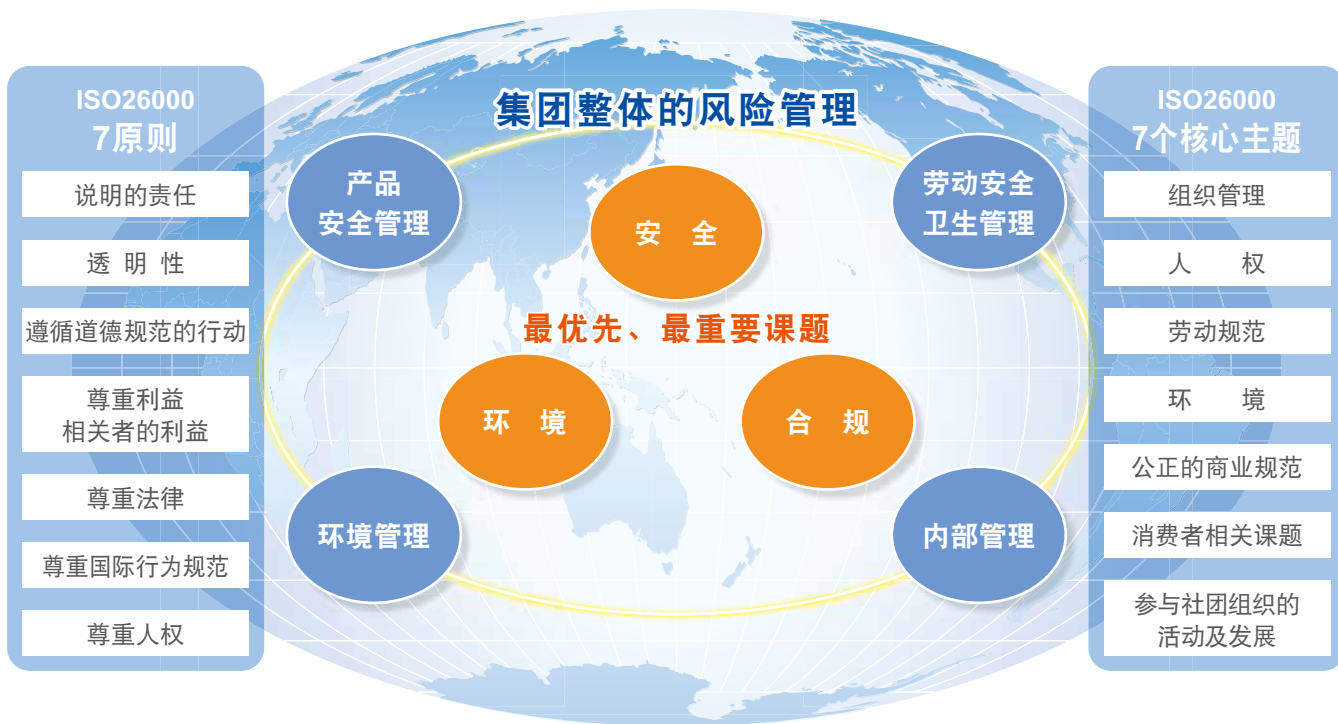 ISO26000
7原则
说明的责任
透 明 性
遵循道德规范的行动
尊重利益
相关者的利益
尊重法律
尊重国际行为规范
尊重人权
集团整体的风险管理
产品
安全管理
劳动安全
卫生管理
安 全
最优先、最重要课题
环 境
合 规
环境管理
内部管理
ISO26000
7个核心主题
组织管理
人 权
劳动规范
环 境
公正的商业规范
消费者相关课题
参与社团组织的
活动及发展